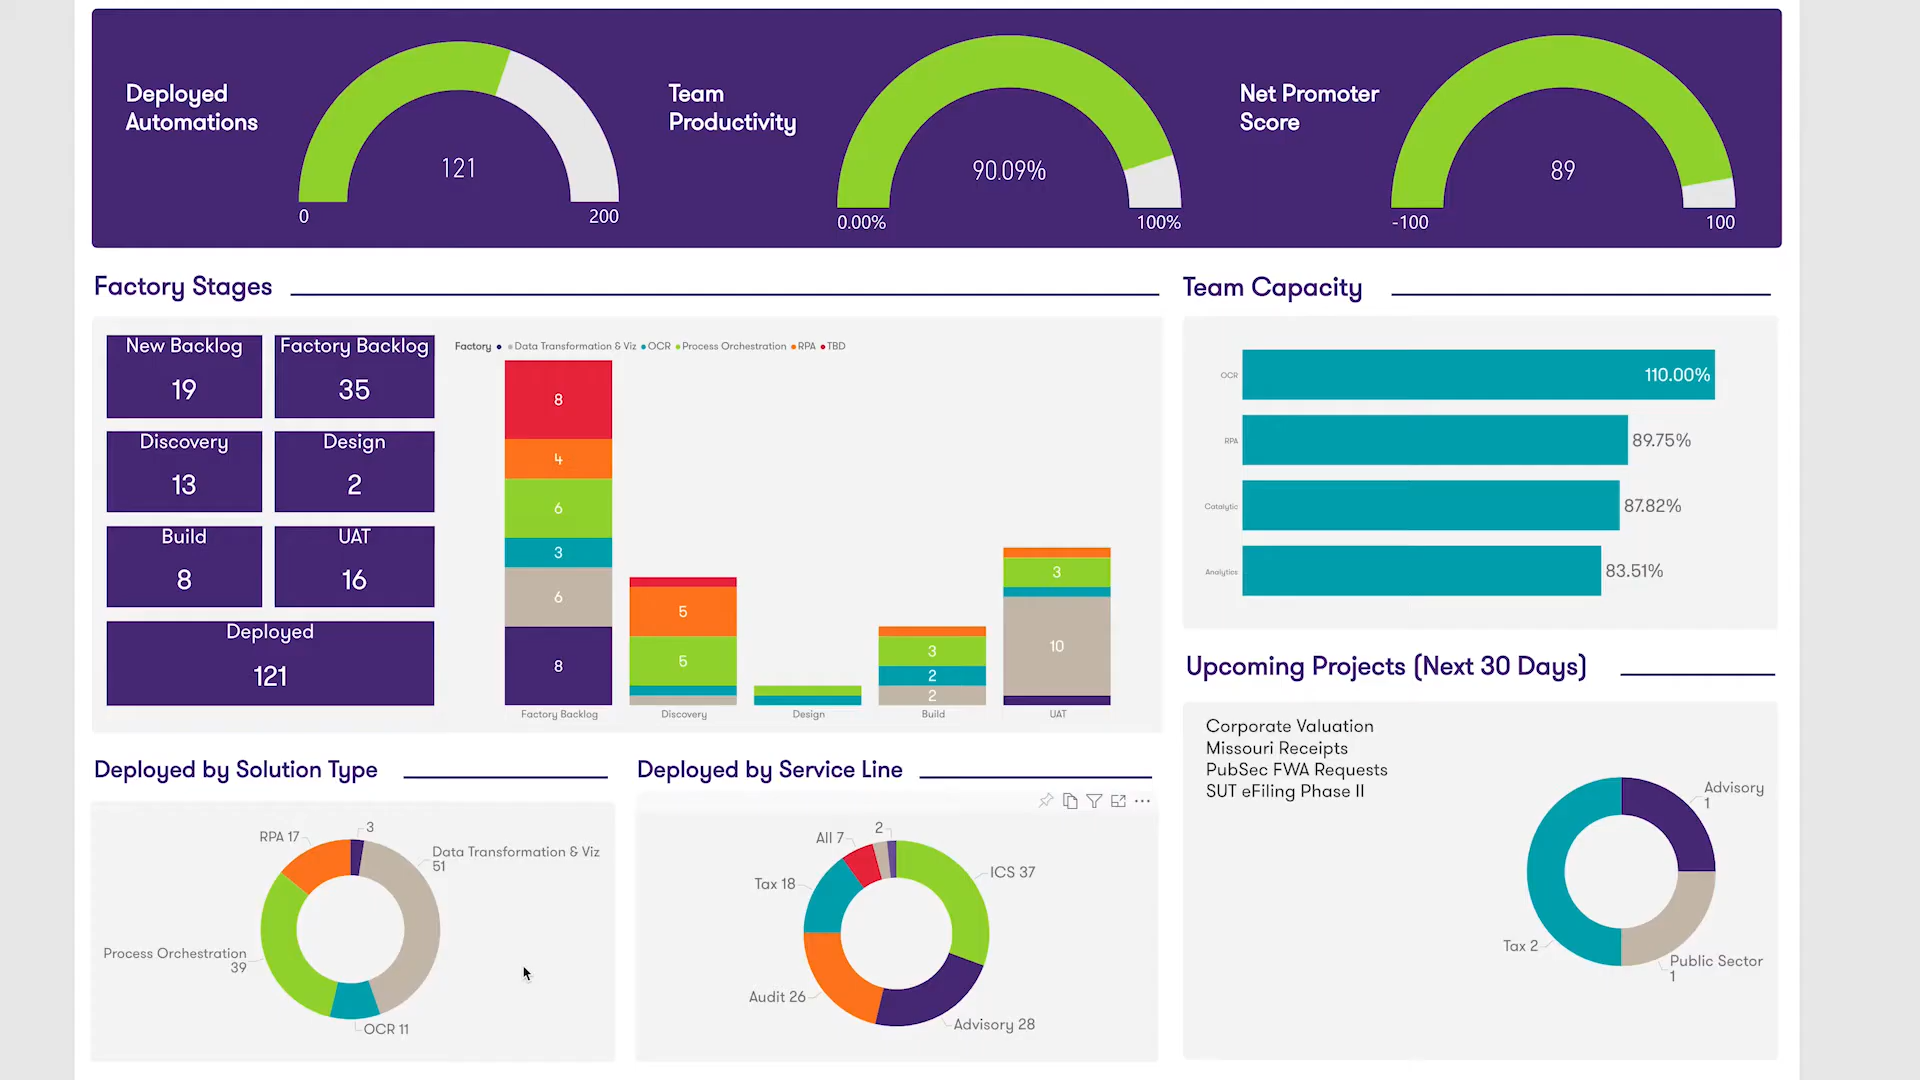 Deployed
Automations
121
0
200
Team
Productivity
90.09%
0.00%
100%
Net Promoter
Score
89
-100
100
Factory Stages
New Backlog
19
Factory Backlog
35
Discovery
13
Design
2
Build
8
UAT
16
Deployed
121
Factory
Data Transformation & Viz
OCR
Process Orchestration
RPA
TBD
8
4
6
3
6
8
5
5
3
2
2
3
10
Factory Backlog
Discovery
Design
Build
UAT
Team Capacity
OCR
110.00%
RPA
89.75%
Catalytic
87.82%
Analytics
83.51%
Upcoming Projects (Next 30 Days)
Corporate Valuation
Missouri Receipts
PubSec FWA Requests
SUT eFiling Phase II
Advisory
1
Tax 2
Public Sector
1
Deployed by Solution Type
RPA 17
3
Data Transformation & Viz
51
Process Orchestration
39
OCR 11
Deployed by Service Line
All 7
2
ICS 37
Tax 18
Audit 26
Advisory 28